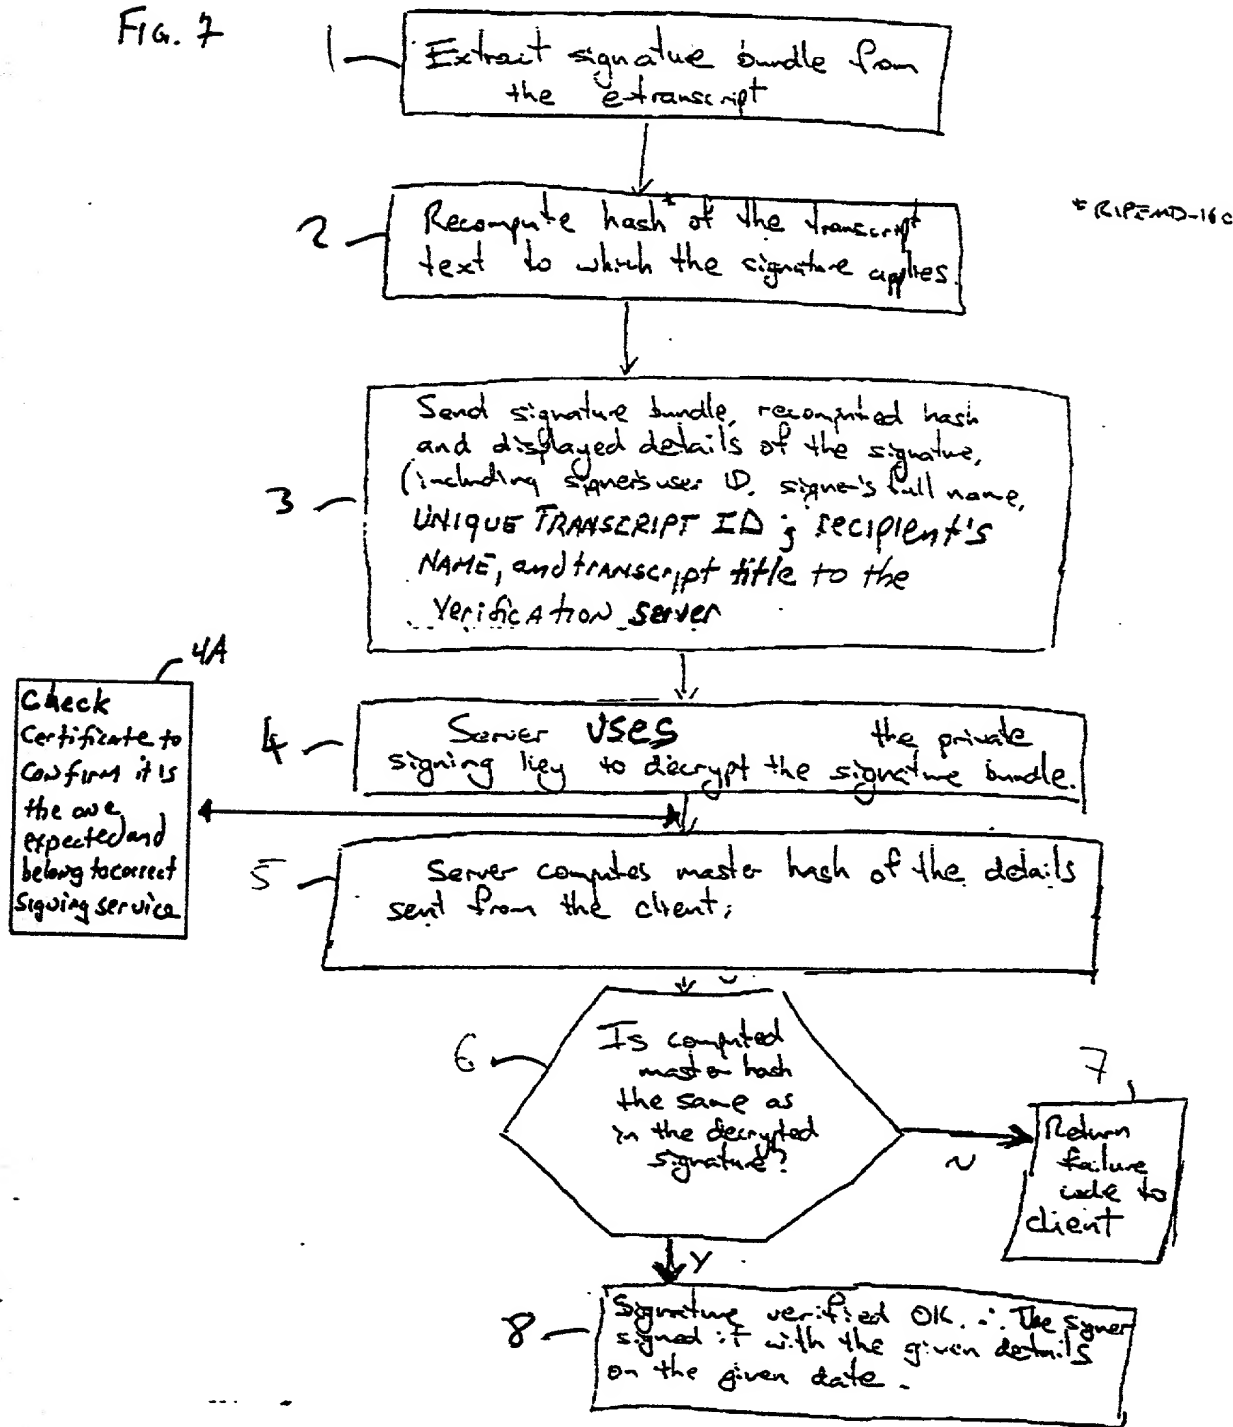 FIG. 7
1
Extract signature bundle from
the e-transcript
2
Recompute hash* of the transcript
text to which the signature applies.
* RIPEMD-160
3
Send signature bundle, recomputed hash
and displayed details of the signature,
(including signer's user ID, signer's full name,
UNIQUE TRANSCRIPT ID ; recipient's
NAME, and transcript title to the
Verification server
4A
Check
Certificate to
confirm it is
the one
expected and
belong to correct
signing service
4
Server uses the private
signing key to decrypt the signature bundle.
5
Server computes master hash of the details
sent from the client;
6
Is computed
master hash
the same as
in the decrypted
signature?
N
7
Return
failure
code to
client
Y
8
Signature verified OK. ∴ The signer
signed it with the given details
on the given date.